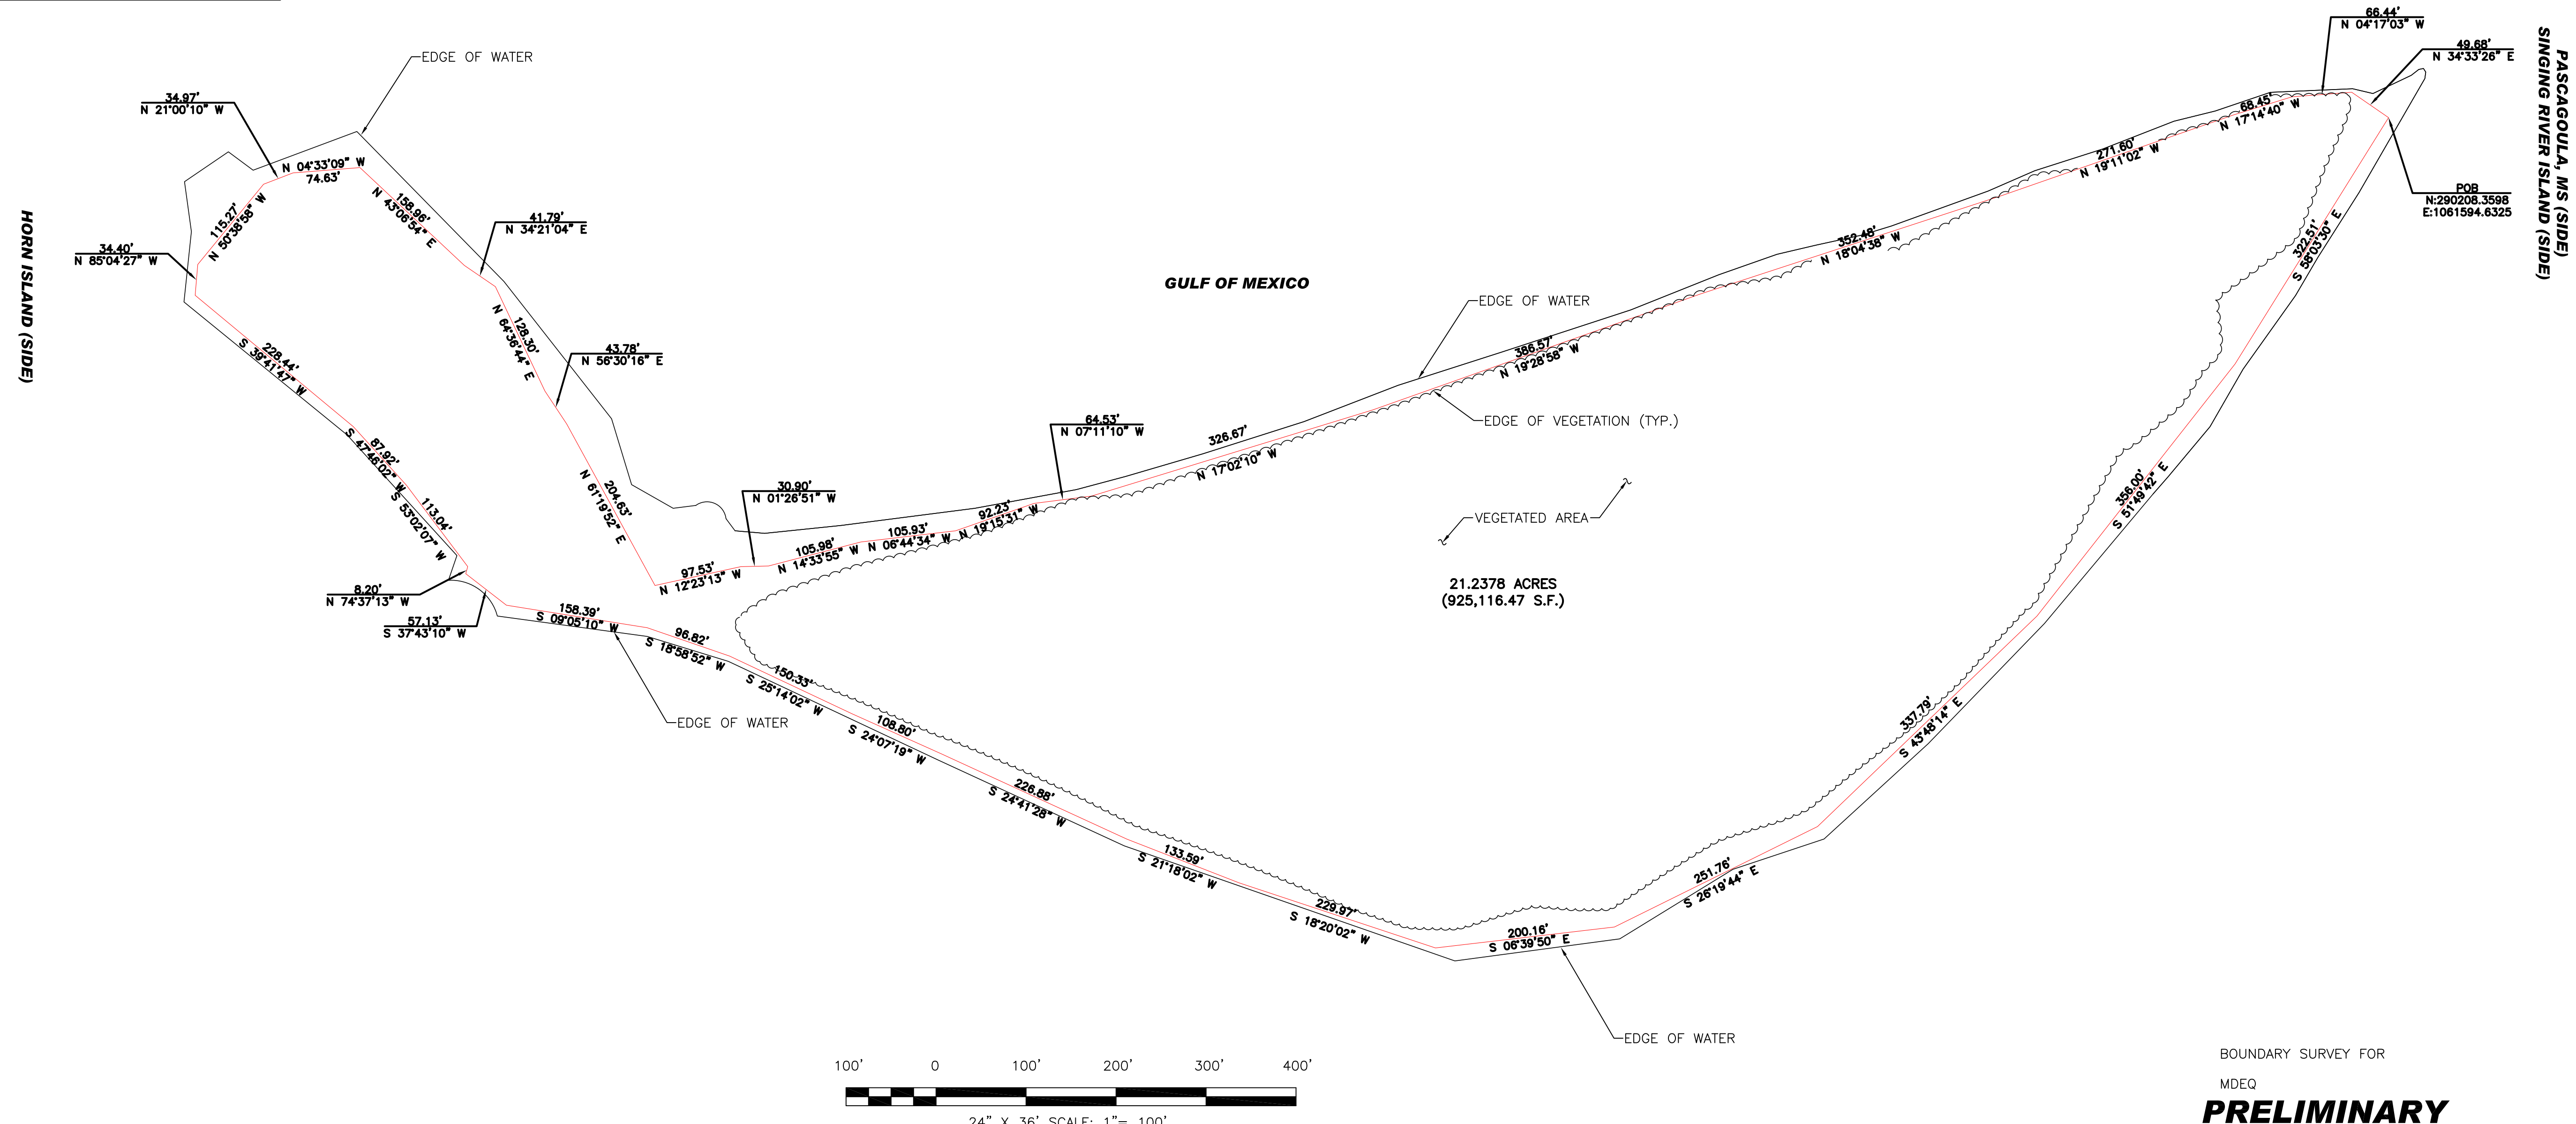 66.44'
N 04°17'03" W
49.68'
N 34°33'26" E
PASCAGOULA, MS (SIDE)
SINGING RIVER ISLAND (SIDE)
EDGE OF WATER
34.97'
N 21°00'10" W
N 04°33'09" W
74.63'
115.27'
N 50°38'58" W
158.96'
N 43°06'54" E
41.79'
N 34°21'04" E
34.40'
N 85°04'27" W
HORN ISLAND (SIDE)
128.30'
N 64°36'44" E
43.78'
N 56°30'16" E
228.44'
S 39°41'47" W
87.92'
S 47°46'02" W
113.04'
S 53°02'07" W
204.63'
N 61°19'52" E
8.20'
N 74°37'13" W
57.13'
S 37°43'10" W
97.53'
N 12°23'13" W
30.90'
N 01°26'51" W
105.98'
N 14°33'55" W
105.93'
N 06°44'34" W
92.23'
N 19°15'31" W
64.53'
N 07°11'10" W
326.67'
N 17°02'10" W
GULF OF MEXICO
EDGE OF WATER
386.57'
N 19°28'58" W
EDGE OF VEGETATION (TYP.)
352.48'
N 18°04'38" W
271.60'
N 19°11'02" W
68.45'
N 17°14'40" W
POB
N:290208.3598
E:1061594.6325
322.51'
S 58°03'30" E
356.00'
S 51°49'42" E
337.79'
S 43°48'14" E
251.76'
S 26°19'44" E
200.16'
S 06°39'50" E
VEGETATED AREA
21.2378 ACRES
(925,116.47 S.F.)
158.39'
S 09°05'10" W
96.82'
S 18°58'52" W
150.33'
S 25°14'02" W
EDGE OF WATER
108.80'
S 24°07'19" W
226.88'
S 24°41'28" W
133.59'
S 21°18'02" W
229.97'
S 18°20'02" W
EDGE OF WATER
100' 0 100' 200' 300' 400'
24" X 36' SCALE: 1"= 100'
BOUNDARY SURVEY FOR
MDEQ
PRELIMINARY